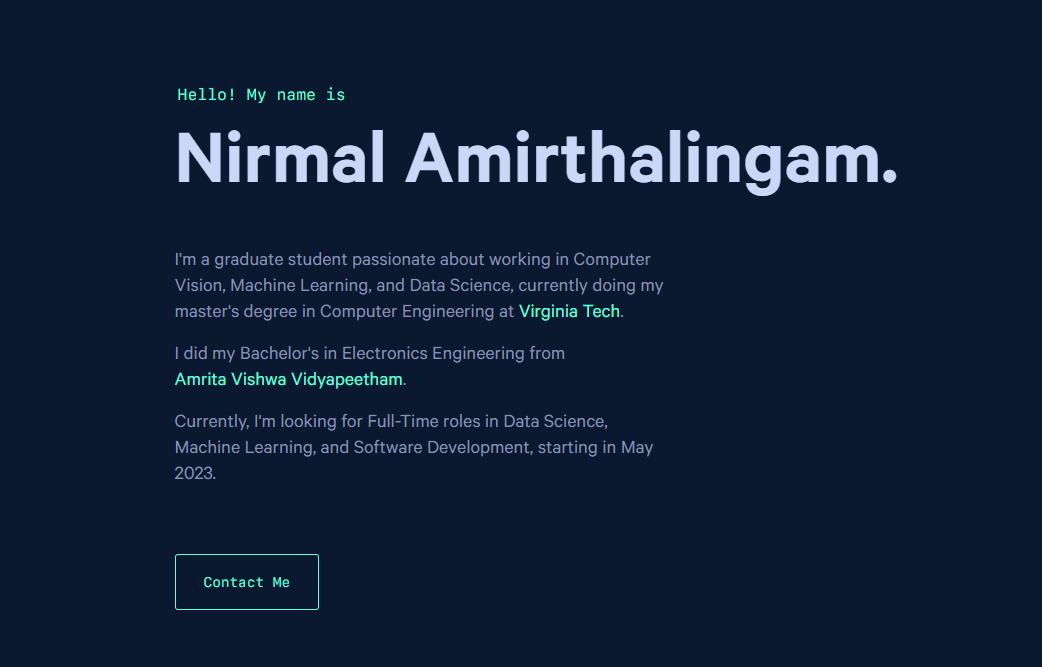 Hello! My name is
Nirmal Amirthalingam.
I'm a graduate student passionate about working in Computer
Vision, Machine Learning, and Data Science, currently doing my
master's degree in Computer Engineering at Virginia Tech.
I did my Bachelor's in Electronics Engineering from
Amrita Vishwa Vidyapeetham.
Currently, I'm looking for Full-Time roles in Data Science,
Machine Learning, and Software Development, starting in May
2023.
Contact Me